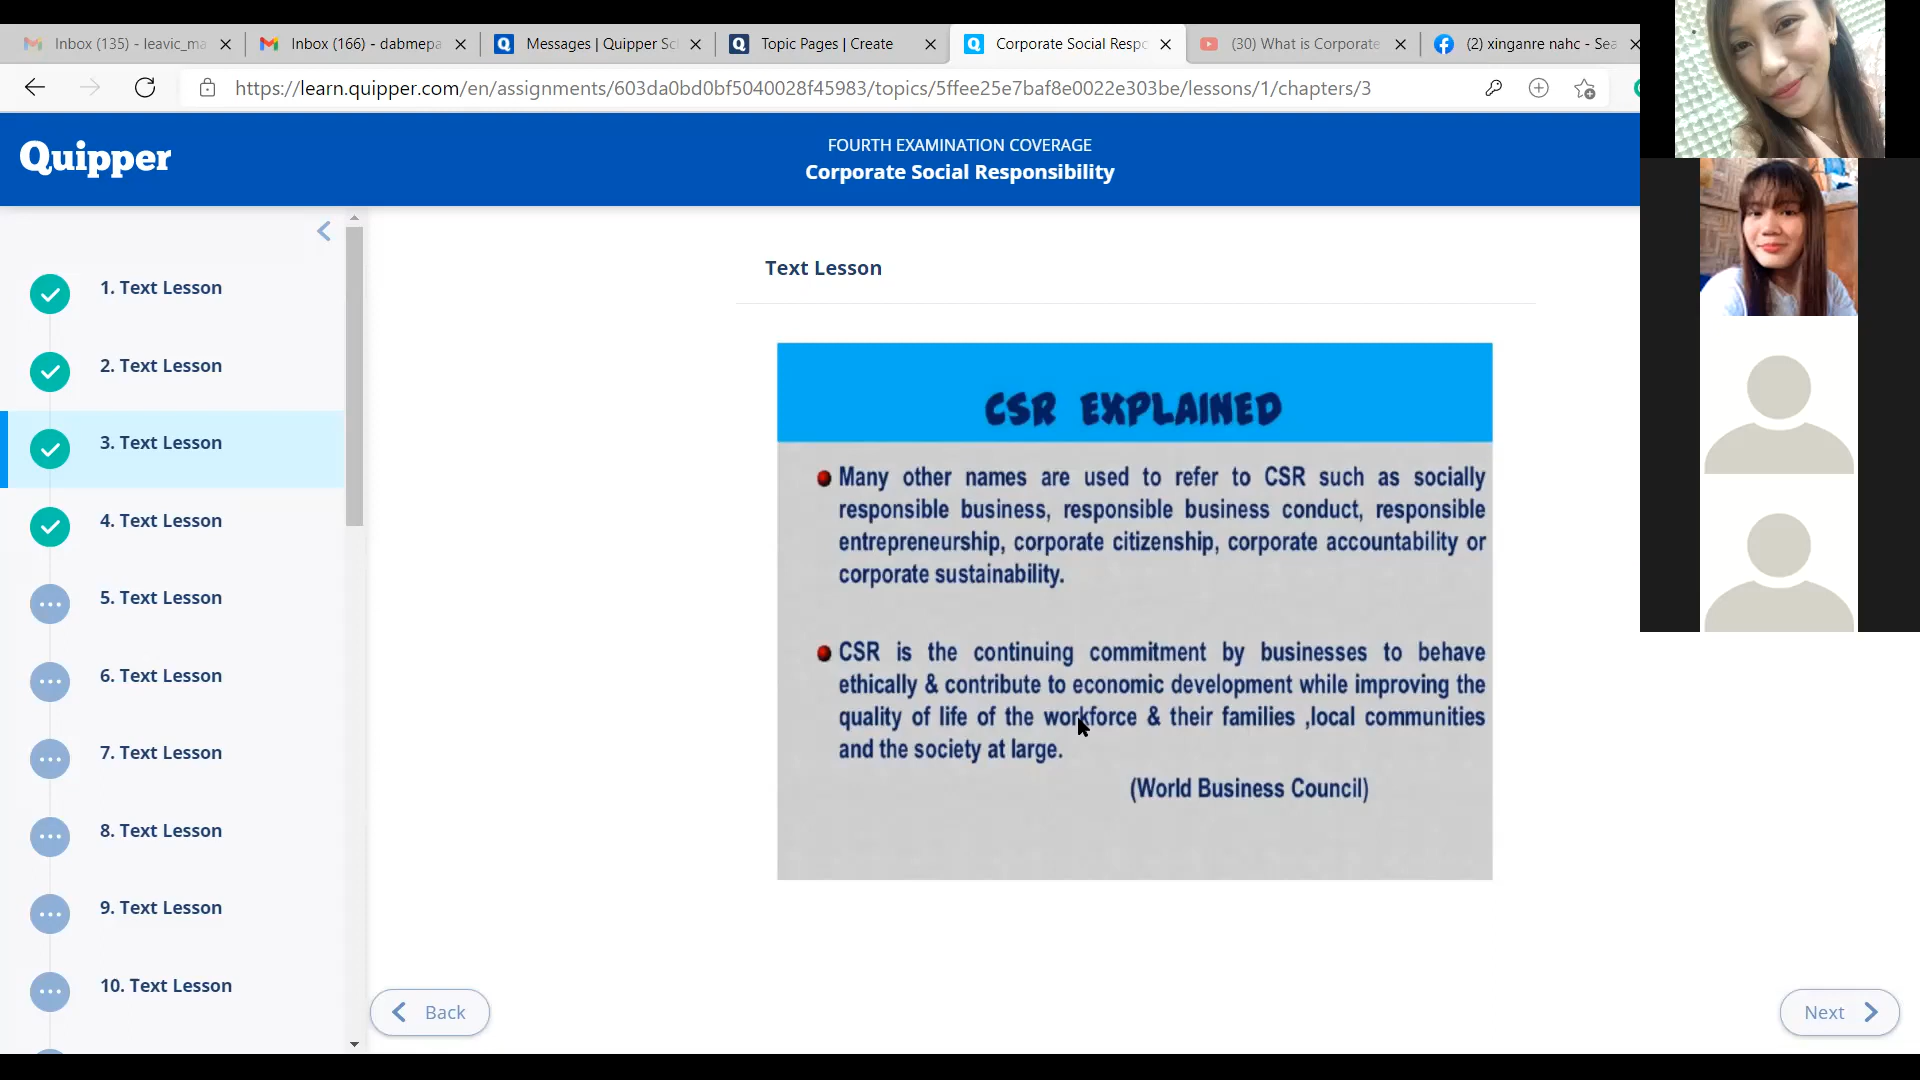 Inbox (135) - leavic_ma
Inbox (166) - dabmepa
Messages | Quipper Sc
Topic Pages | Create
Corporate Social Respo
(30) What is Corporate
(2) xinganre nahc - Sea
https://learn.quipper.com/en/assignments/603da0bd0bf5040028f45983/topics/5ffee25e7baf8e0022e303be/lessons/1/chapters/3
Quipper
FOURTH EXAMINATION COVERAGE
Corporate Social Responsibility
1. Text Lesson
2. Text Lesson
3. Text Lesson
4. Text Lesson
5. Text Lesson
6. Text Lesson
7. Text Lesson
8. Text Lesson
9. Text Lesson
10. Text Lesson
Text Lesson
CSR EXPLAINED
Many other names are used to refer to CSR such as socially
responsible business, responsible business conduct, responsible
entrepreneurship, corporate citizenship, corporate accountability or
corporate sustainability.
CSR is the continuing commitment by businesses to behave
ethically & contribute to economic development while improving the
quality of life of the workforce & their families ,local communities
and the society at large.
(World Business Council)
Back
Next